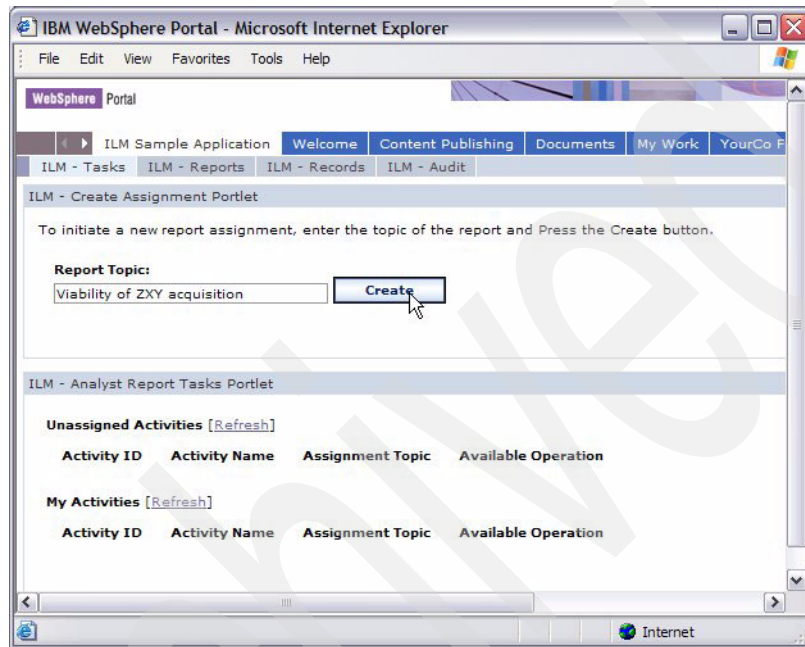 IBM WebSphere Portal - Microsoft Internet Explorer
File Edit View Favorites Tools Help
WebSphere Portal
ILM Sample Application Welcome Content Publishing Documents My Work YourCo F
ILM - Tasks ILM - Reports ILM - Records ILM - Audit
ILM - Create Assignment Portlet
To initiate a new report assignment, enter the topic of the report and Press the Create button.
Report Topic:
Viability of ZXY acquisition Create
ILM - Analyst Report Tasks Portlet
Unassigned Activities [Refresh]
Activity ID Activity Name Assignment Topic Available Operation
My Activities [Refresh]
Activity ID Activity Name Assignment Topic Available Operation
Internet